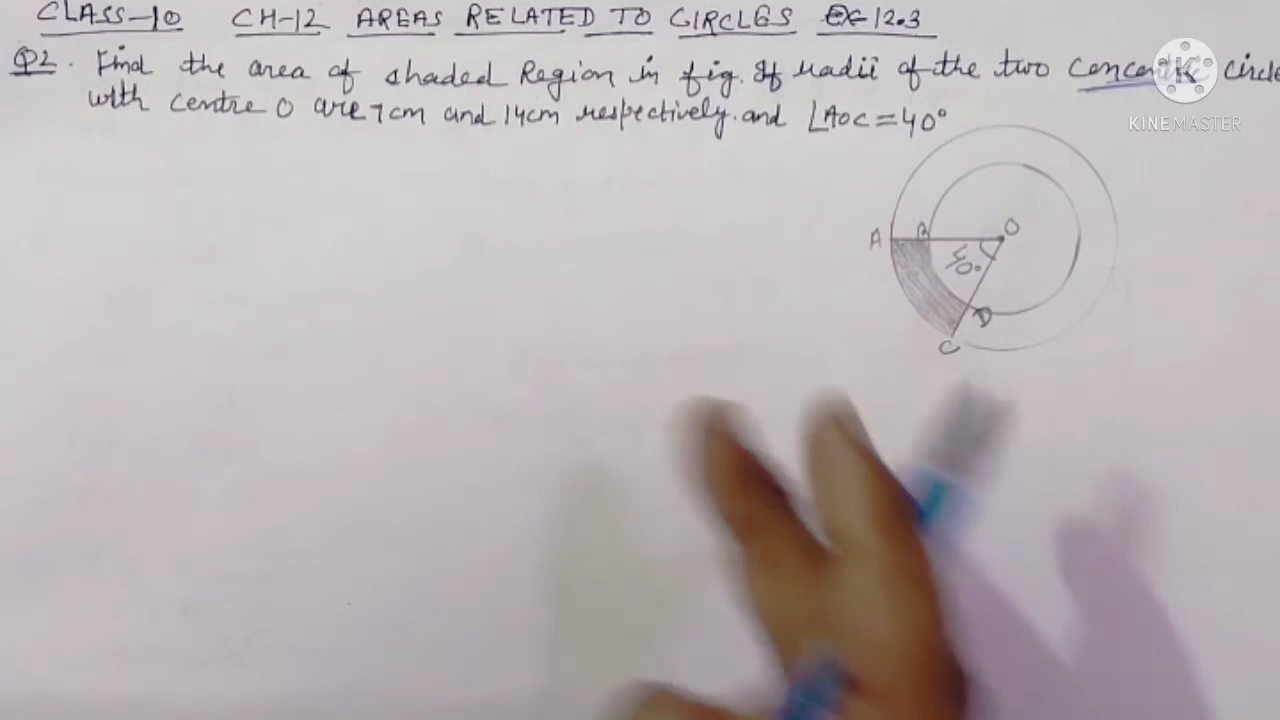 CLASS-10 CH-12 AREAS RELATED TO CIRCLES EX-12.3
Q2. Find the area of shaded Region in fig. If radii of the two concentric circle
with centre O are 7cm and 14cm respectively. and ∠AOC = 40°
K
KINEMASTER
A B O
40°
D
C